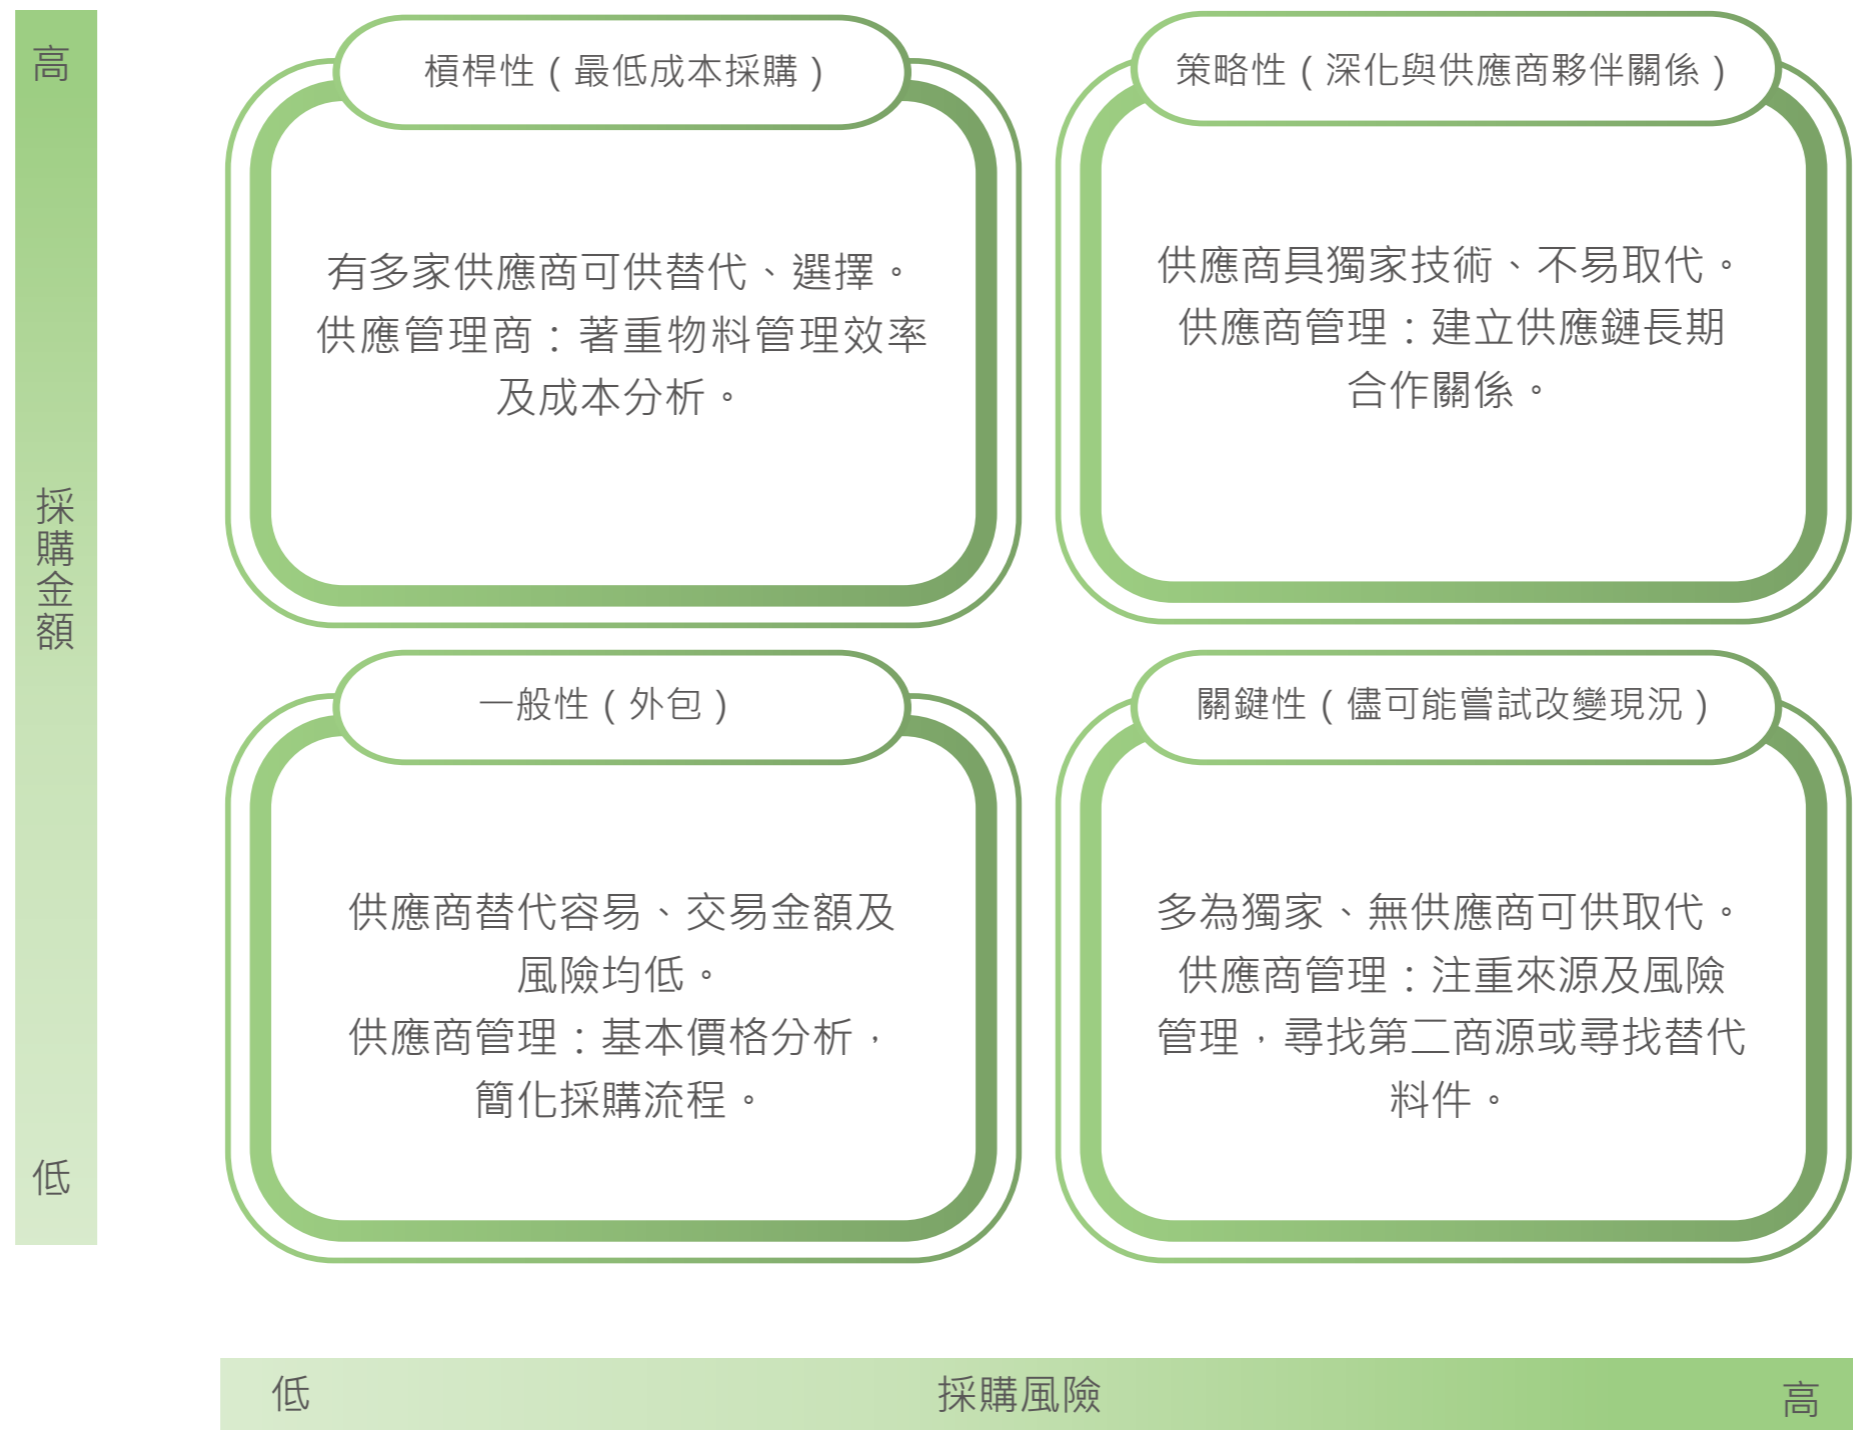 高
採購金額
低
槓桿性(最低成本採購)
有多家供應商可供替代、選擇。
供應管理商：著重物料管理效率
及成本分析。
策略性(深化與供應商夥伴關係)
供應商具獨家技術、不易取代。
供應商管理：建立供應鏈長期
合作關係。
一般性(外包)
供應商替代容易、交易金額及
風險均低。
供應商管理：基本價格分析，
簡化採購流程。
關鍵性(儘可能嘗試改變現況)
多為獨家、無供應商可供取代。
供應商管理：注重來源及風險
管理，尋找第二商源或尋找替代
料件。
低
採購風險
高